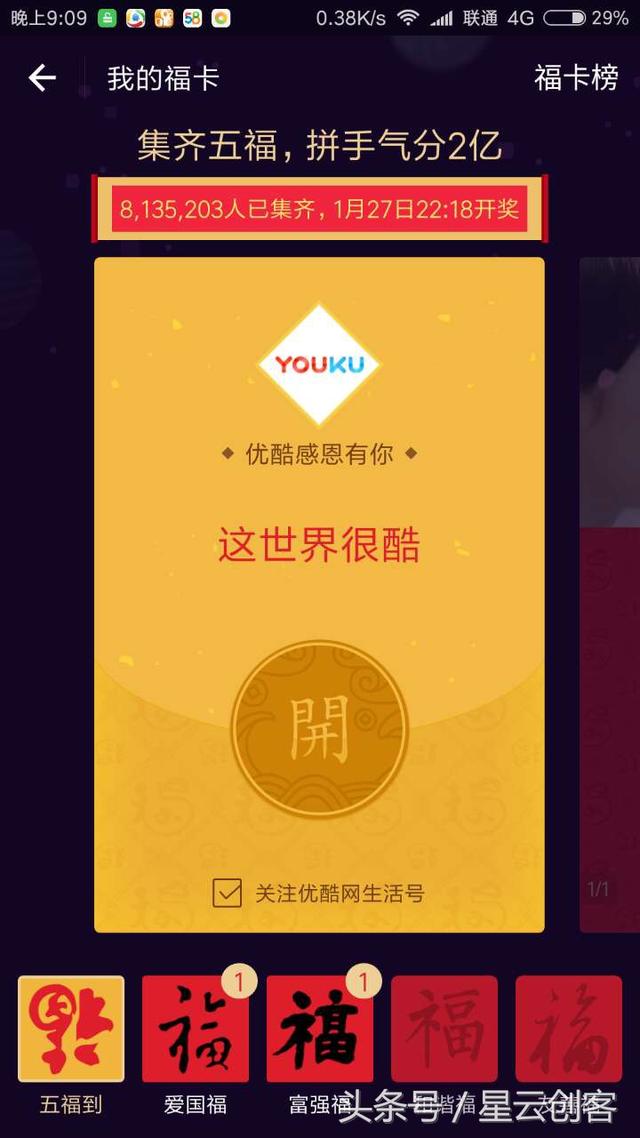 晚上9:09 58 0.38K/s 联通 4G 29%
我的福卡 福卡榜
集齐五福，拼手气分2亿
8,135,203人已集齐，1月27日22:18开奖
YOUKU
优酷感恩有你
这世界很酷
開
关注优酷网生活号
1/1
1 1
福 福 福 福 福
五福到 爱国福 富强福
头条号／星云创客